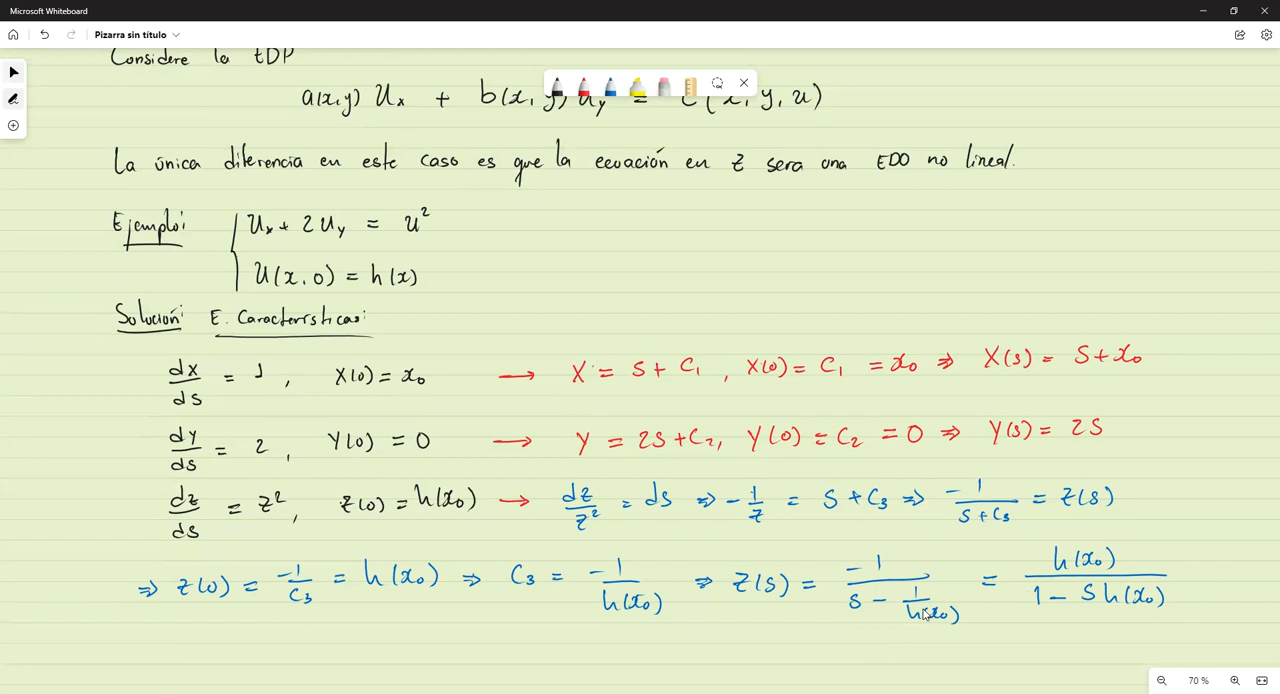 Microsoft Whiteboard
Pizarra sin título
Considere la EDP
a(x,y) Ux + b(x,y) Uy = c(x,y,u)
La única diferencia en este caso es que la ecuación en z sera una EDO no lineal.
Ejemplo: Ux + 2Uy = u²
U(x,0) = h(x)
Solución: E. Características:
dx/ds = 1, X(0) = x₀ → X = s + C₁, X(0) = C₁ = x₀ ⇒ X(s) = s + x₀
dY/ds = 2, Y(0) = 0 → Y = 2s + C₂, Y(0) = C₂ = 0 ⇒ Y(s) = 2s
dz/ds = z², z(0) = h(x₀) → dz/z² = ds ⇒ -1/z = s + C₃ ⇒ -1/(s + C₃) = z(s)
⇒ z(0) = -1/C₃ = h(x₀) ⇒ C₃ = -1/h(x₀) ⇒ z(s) = -1/(s - 1/h(x₀)) = h(x₀)/(1 - s h(x₀))
70 %